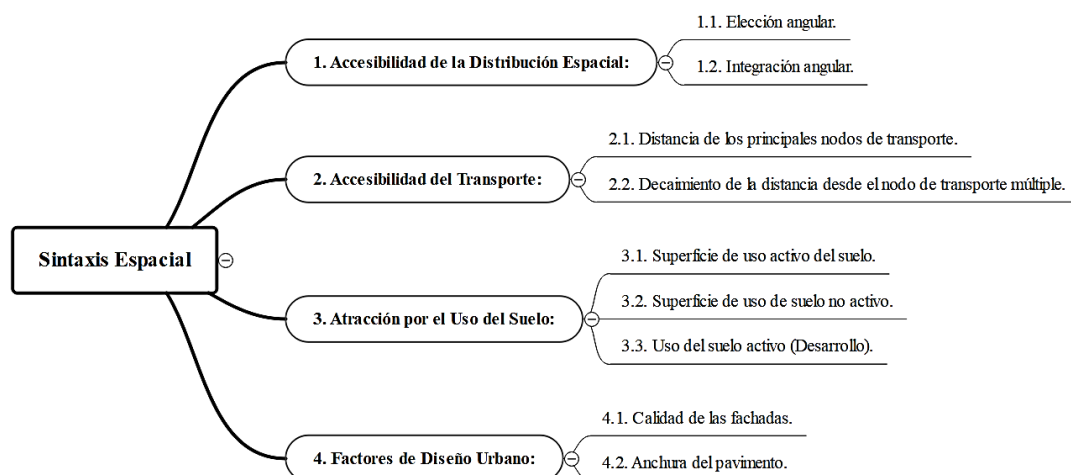 Sintaxis Espacial
1. Accesibilidad de la Distribución Espacial:
1.1. Elección angular.
1.2. Integración angular.
2. Accesibilidad del Transporte:
2.1. Distancia de los principales nodos de transporte.
2.2. Decaimiento de la distancia desde el nodo de transporte múltiple.
3. Atracción por el Uso del Suelo:
3.1. Superficie de uso activo del suelo.
3.2. Superficie de uso de suelo no activo.
3.3. Uso del suelo activo (Desarrollo).
4. Factores de Diseño Urbano:
4.1. Calidad de las fachadas.
4.2. Anchura del pavimento.